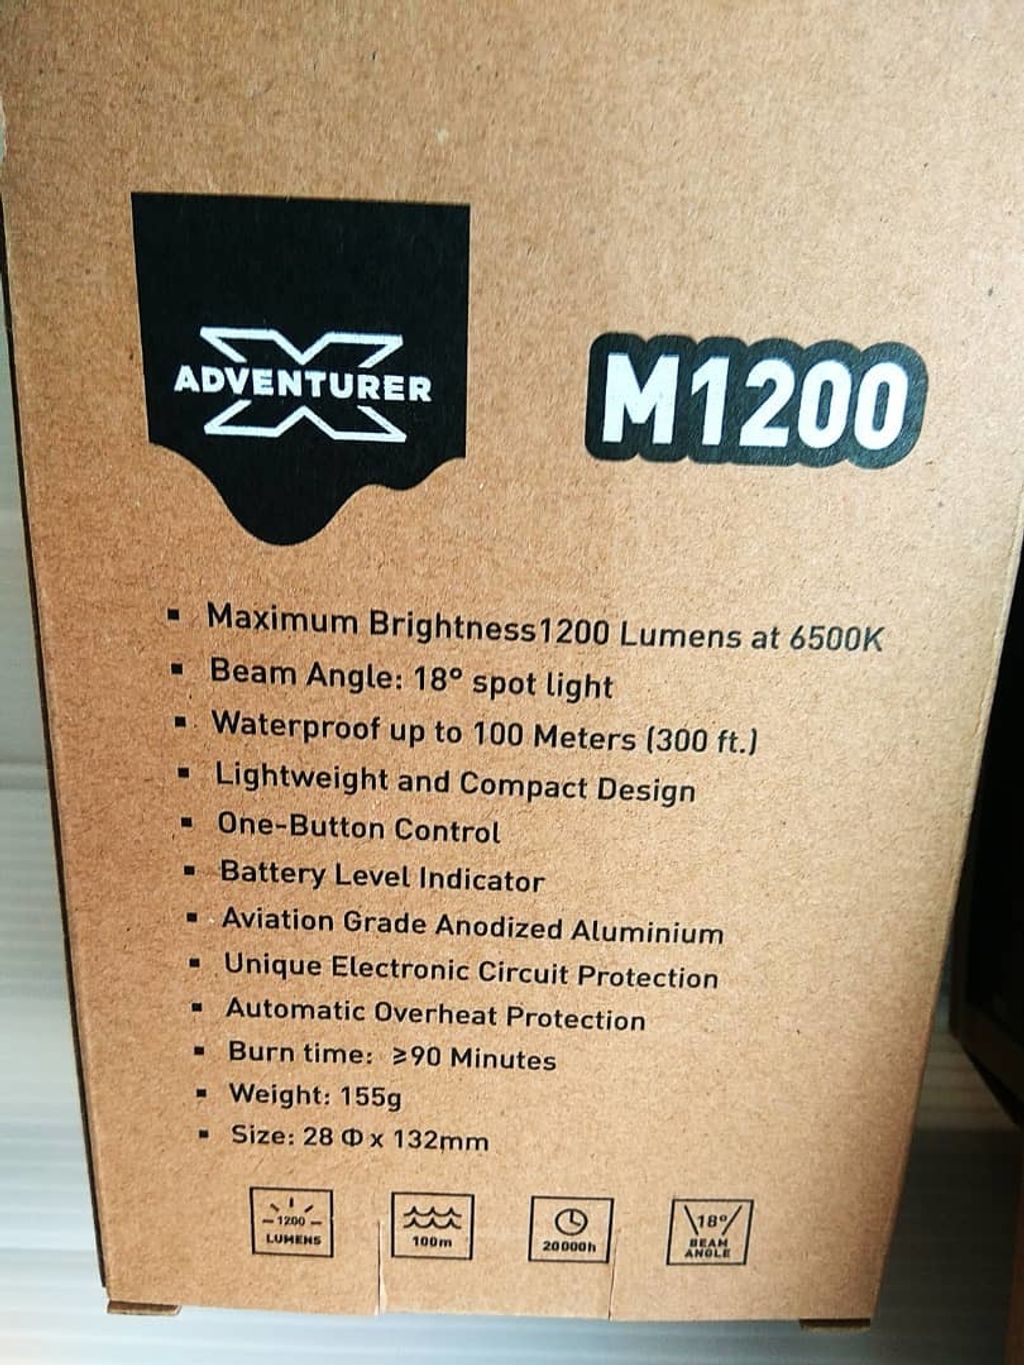 ADVENTURER
X
M1200
▪ Maximum Brightness1200 Lumens at 6500K
▪ Beam Angle: 18° spot light
▪ Waterproof up to 100 Meters (300 ft.)
▪ Lightweight and Compact Design
▪ One-Button Control
▪ Battery Level Indicator
▪ Aviation Grade Anodized Aluminium
▪ Unique Electronic Circuit Protection
▪ Automatic Overheat Protection
▪ Burn time: ≥90 Minutes
▪ Weight: 155g
▪ Size: 28 Φ x 132mm
1200
LUMENS
100m
20000h
18°
BEAM
ANGLE